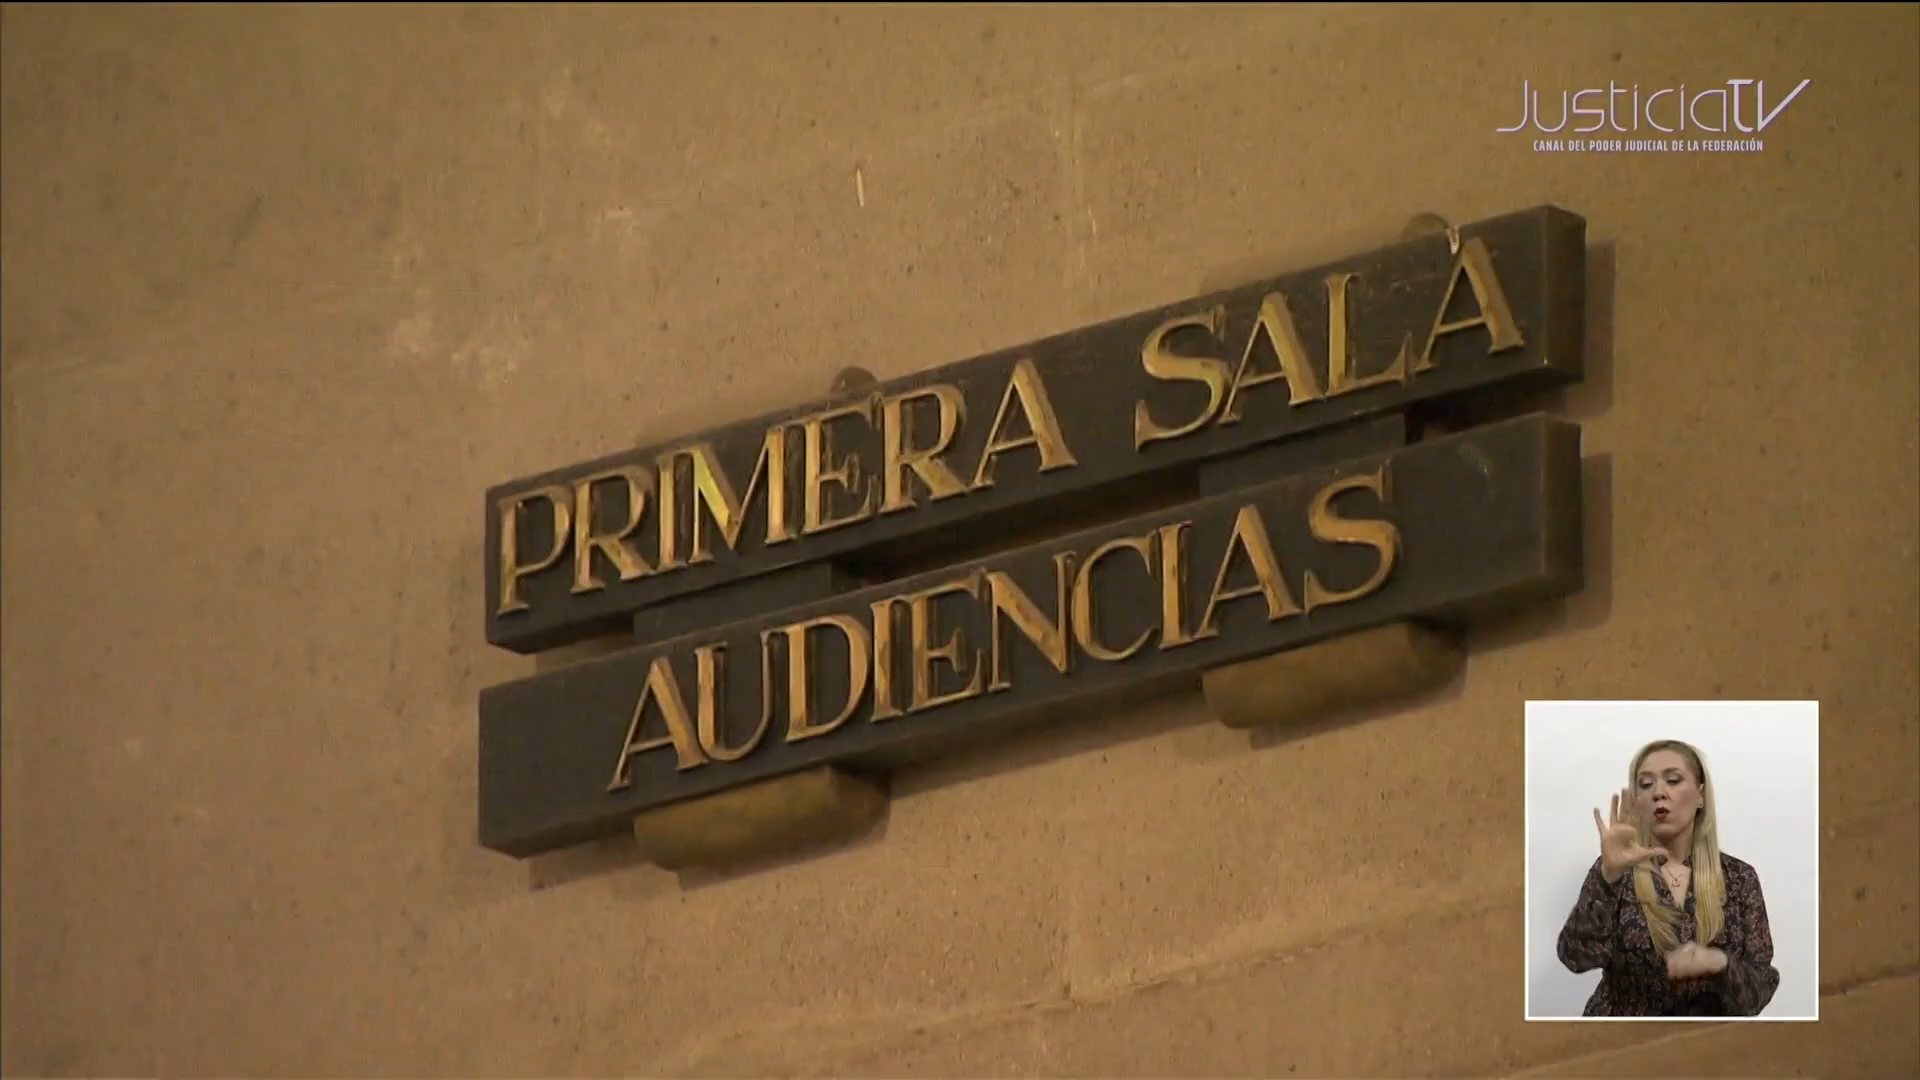 JusticiaTV
CANAL DEL PODER JUDICIAL DE LA FEDERACIÓN
PRIMERA SALA
AUDIENCIAS